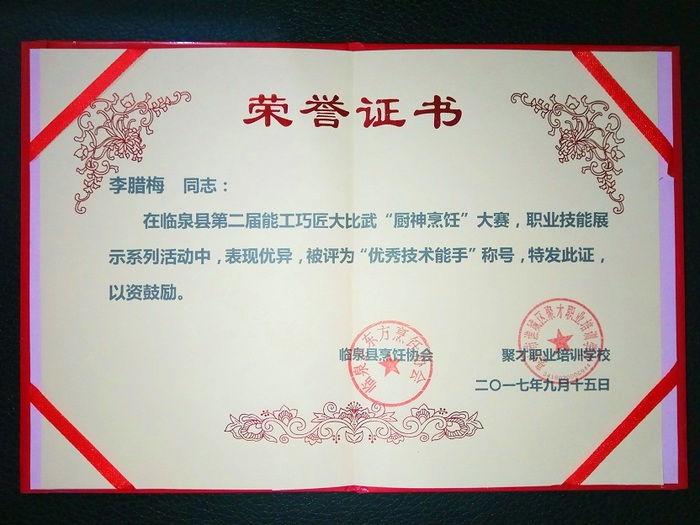 荣誉证书
李腊梅 同志：
在临泉县第二届能工巧匠大比武“厨神烹饪”大赛，职业技能展
示系列活动中，表现优异，被评为“优秀技术能手”称号，特发此证，
以资鼓励。
临泉县烹饪协会 聚才职业培训学校
二〇一七年九月十五日